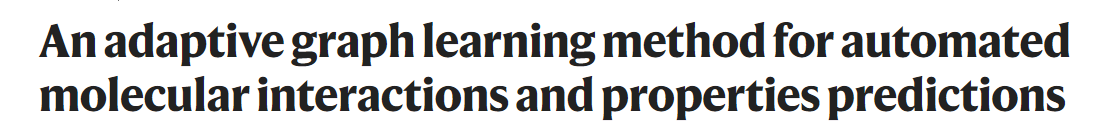 An adaptive graph learning method for automated
molecular interactions and properties predictions